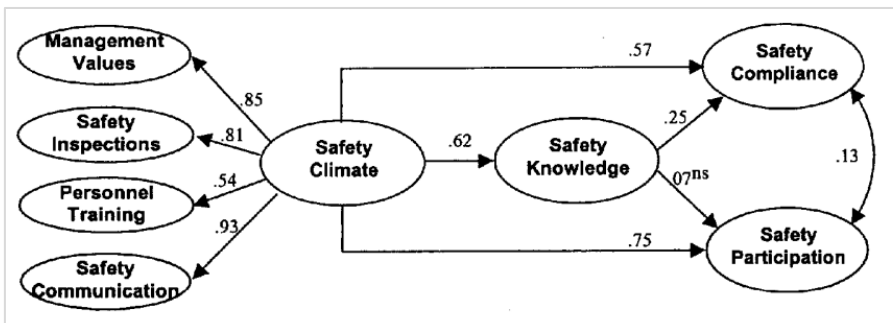 Management
Values
.85
Safety
Inspections
.81
Personnel
Training
.54
Safety
Communication
.93
Safety
Climate
.62
Safety
Knowledge
.57
.25
07ns
.75
Safety
Compliance
.13
Safety
Participation